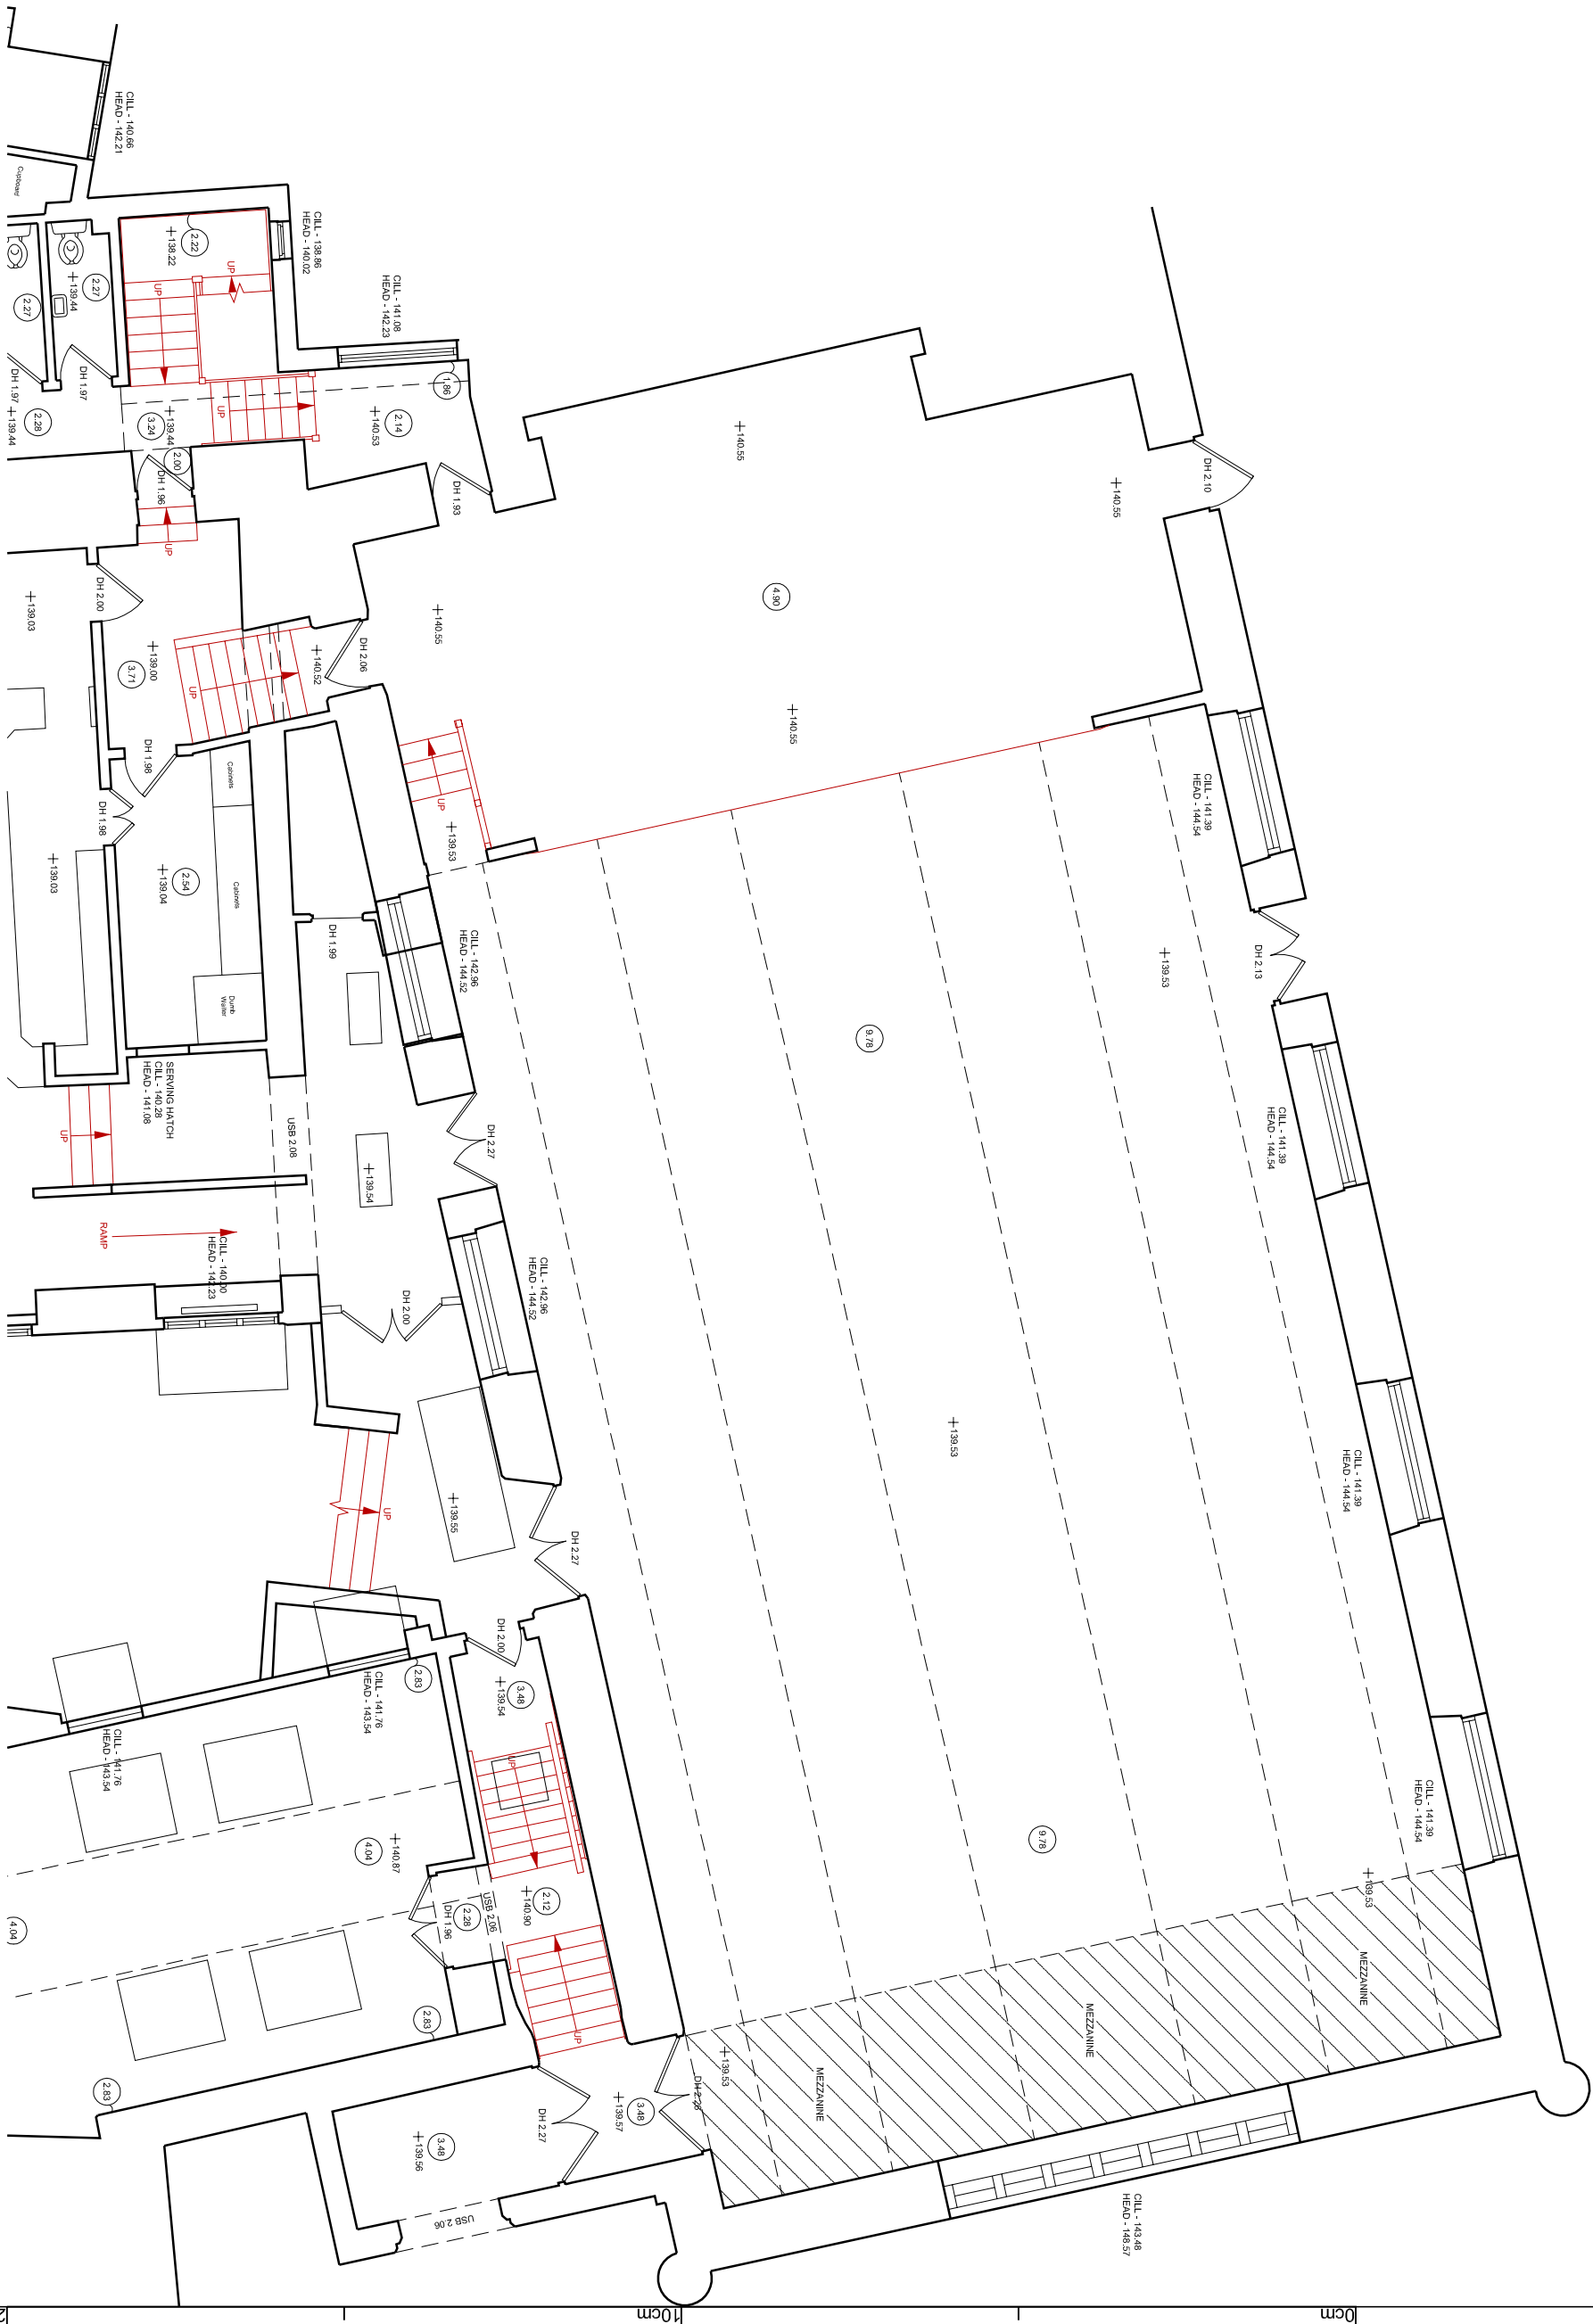 CILL - 140.66
HEAD - 142.21
Cupboard
CILL - 138.86
HEAD - 140.02
2.22
138.22
UP
UP
2.27
139.44
2.27
CILL - 141.08
HEAD - 142.23
1.86
DH 1.97
DH 1.97
2.28
139.44
3.24
139.44
2.00
UP
2.14
140.53
DH 1.96
UP
DH 1.93
140.55
140.55
DH 2.10
4.90
139.03
DH 2.00
139.00
3.71
UP
140.52
DH 2.06
140.55
140.55
DH 1.98
DH 1.98
Cabinets
Cabinets
2.54
139.04
139.03
Dumb
Waiter
UP
139.53
DH 1.99
CILL - 142.96
HEAD - 144.52
CILL - 141.39
HEAD - 144.54
139.53
DH 2.13
9.78
SERVING HATCH
CILL - 140.28
HEAD - 141.08
UP
USB 2.08
139.54
DH 2.27
CILL - 141.39
HEAD - 144.54
RAMP
CILL - 140.00
HEAD - 142.23
DH 2.00
CILL - 142.96
HEAD - 144.52
139.53
CILL - 141.39
HEAD - 144.54
UP
139.55
DH 2.27
DH 2.00
2.83
CILL - 141.76
HEAD - 143.54
3.48
139.54
CILL - 141.76
HEAD - 143.54
UP
140.87
4.04
4.04
9.78
CILL - 141.39
HEAD - 144.54
139.53
USB 2.06
2.28
DH 1.96
2.12
140.90
UP
MEZZANINE
MEZZANINE
MEZZANINE
2.83
2.83
139.53
DH 2.26
3.48
139.57
DH 2.27
3.48
139.56
USB 2.06
CILL - 143.48
HEAD - 148.57
10cm
0cm